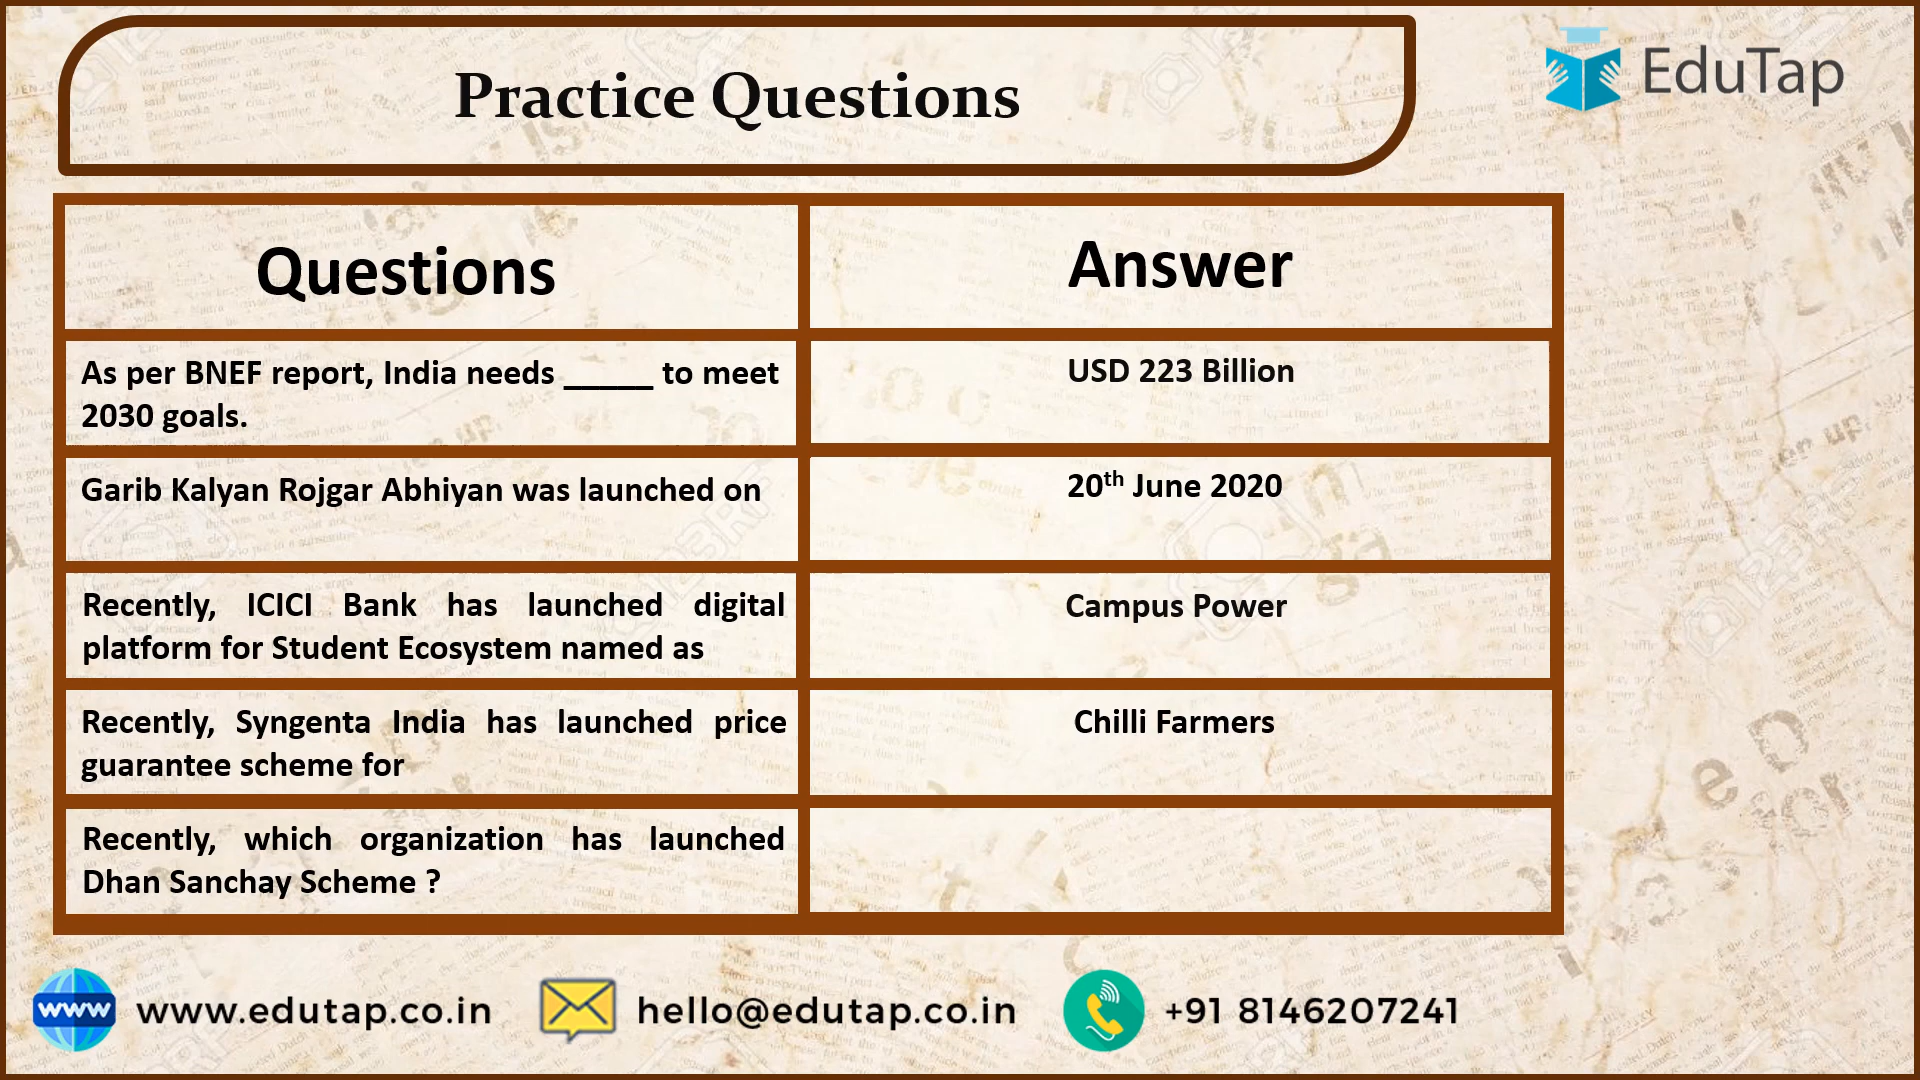 Practice Questions
EduTap
Questions
Answer
As per BNEF report, India needs _____ to meet
2030 goals.
USD 223 Billion
Garib Kalyan Rojgar Abhiyan was launched on
20th June 2020
Recently, ICICI Bank has launched digital
platform for Student Ecosystem named as
Campus Power
Recently, Syngenta India has launched price
guarantee scheme for
Chilli Farmers
Recently, which organization has launched
Dhan Sanchay Scheme ?
www
www.edutap.co.in
hello@edutap.co.in
+91 8146207241